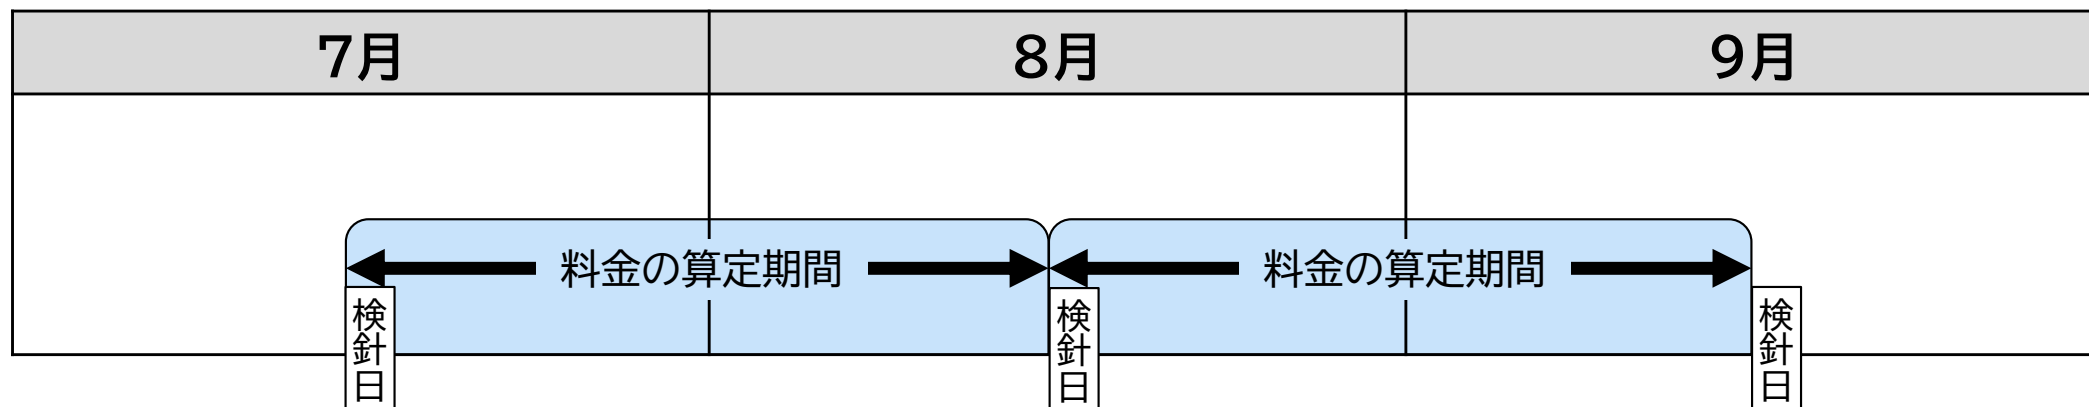 7月
8月
9月
料金の算定期間
料金の算定期間
検針日
検針日
検針日